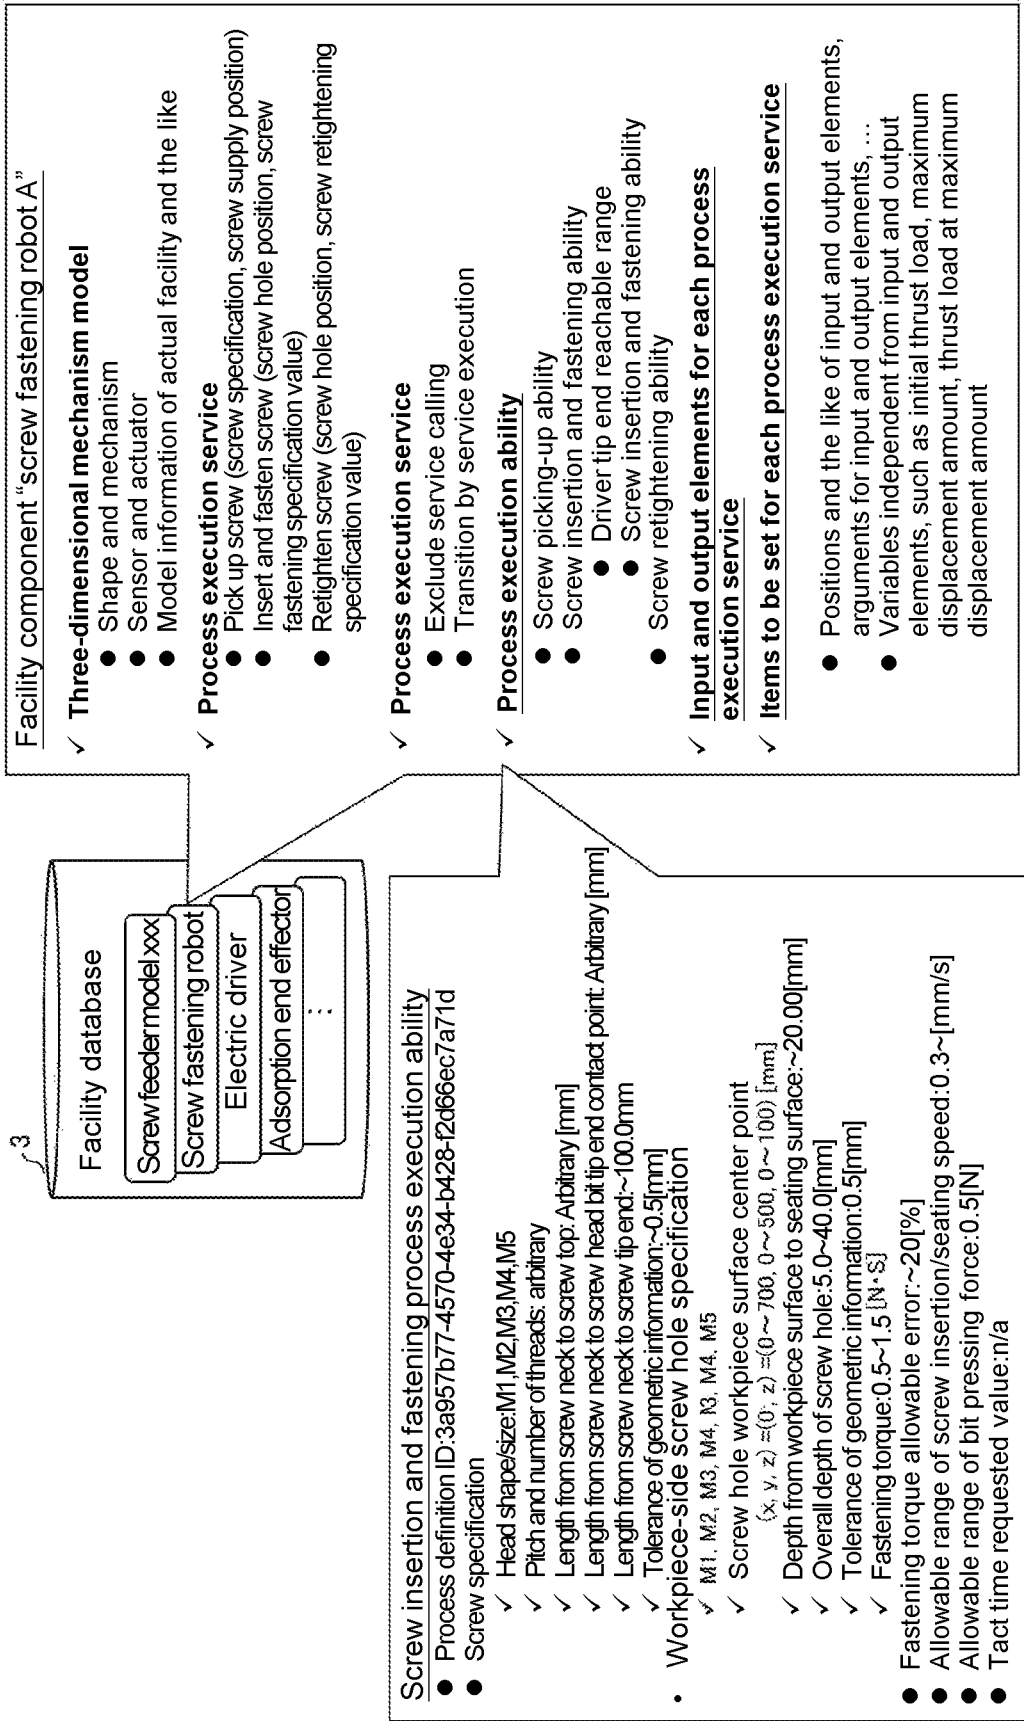 3
Facility database
Screw feeder model xxx
Screw fastening robot
Electric driver
Adsorption end effector
⋮
Facility component “screw fastening robot A”
✓ Three-dimensional mechanism model
● Shape and mechanism
● Sensor and actuator
● Model information of actual facility and the like
✓ Process execution service
● Pick up screw (screw specification, screw supply position)
● Insert and fasten screw (screw hole position, screw
fastening specification value)
● Retighten screw (screw hole position, screw retightening
specification value)
✓ Process execution service
● Exclude service calling
● Transition by service execution
✓ Process execution ability
● Screw picking-up ability
● Screw insertion and fastening ability
● Driver tip end reachable range
● Screw insertion and fastening ability
● Screw retightening ability
✓ Input and output elements for each process
execution service
✓ Items to be set for each process execution service
● Positions and the like of input and output elements,
arguments for input and output elements, ...
● Variables independent from input and output
elements, such as initial thrust load, maximum
displacement amount, thrust load at maximum
displacement amount
Screw insertion and fastening process execution ability
● Process definition ID:3a957b77-4570-4e34-b428-f2d66ec7a71d
● Screw specification
✓ Head shape/size:M1,M2,M3,M4,M5
✓ Pitch and number of threads: arbitrary
✓ Length from screw neck to screw top: Arbitrary [mm]
✓ Length from screw neck to screw head bit tip end contact point: Arbitrary [mm]
✓ Length from screw neck to screw tip end:~100.0mm
✓ Tolerance of geometric information:~0.5[mm]
• Workpiece-side screw hole specification
✓ M1, M2, M3, M4, M3, M4, M5
✓ Screw hole workpiece surface center point
(x, y, z) =(0~700, 0~500, 0~100) [mm]
✓ Depth from workpiece surface to seating surface:~20.00[mm]
✓ Overall depth of screw hole:5.0~40.0[mm]
✓ Tolerance of geometric information:0.5[mm]
✓ Fastening torque:0.5~1.5 [N·S]
● Fastening torque allowable error:~20[%]
● Allowable range of screw insertion/seating speed:0.3~[mm/s]
● Allowable range of bit pressing force:0.5[N]
● Tact time requested value:n/a